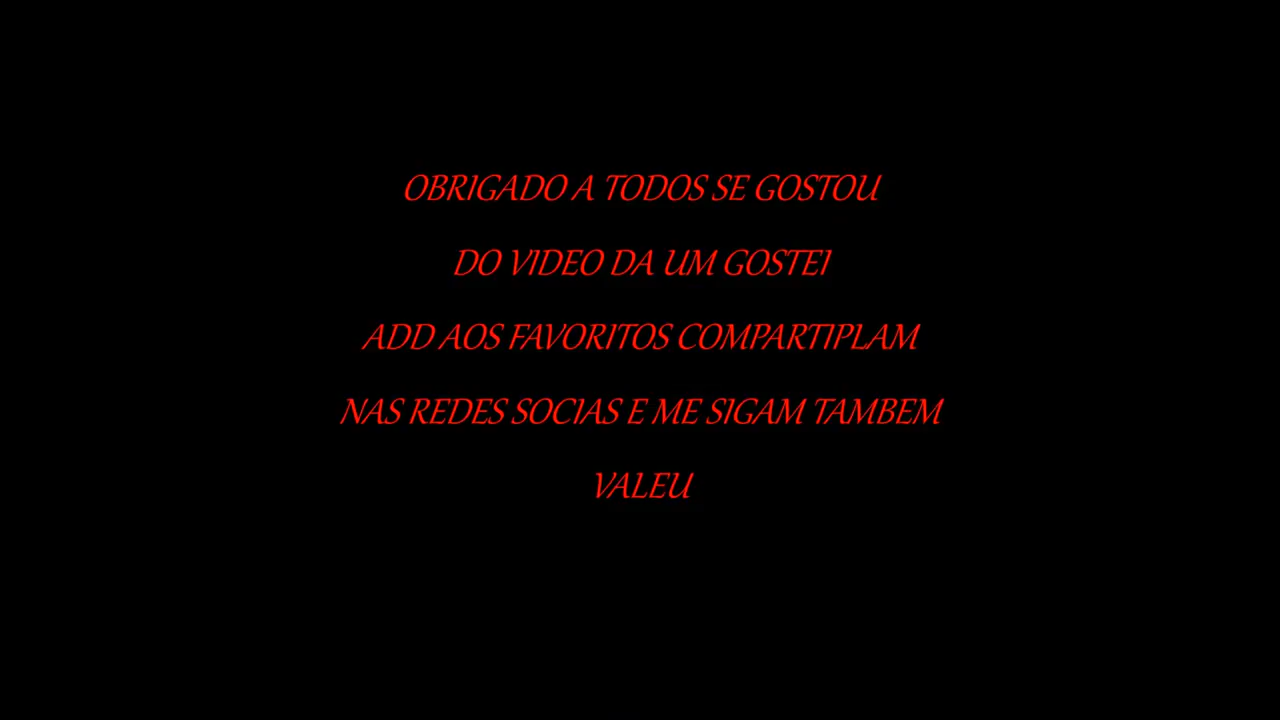 OBRIGADO A TODOS SE GOSTOU
DO VIDEO DA UM GOSTEI
ADD AOS FAVORITOS COMPARTIPLAM
NAS REDES SOCIAS E ME SIGAM TAMBEM
VALEU